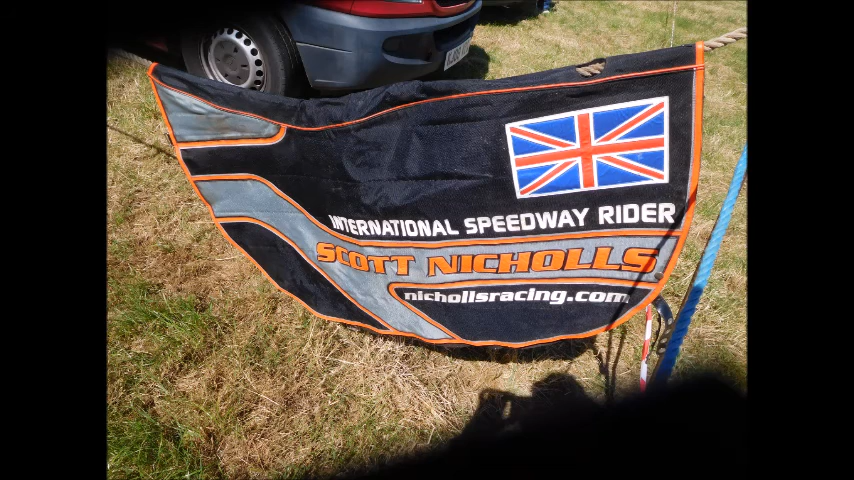 INTERNATIONAL SPEEDWAY RIDER
SCOTT NICHOLLS
nichollsracing.com